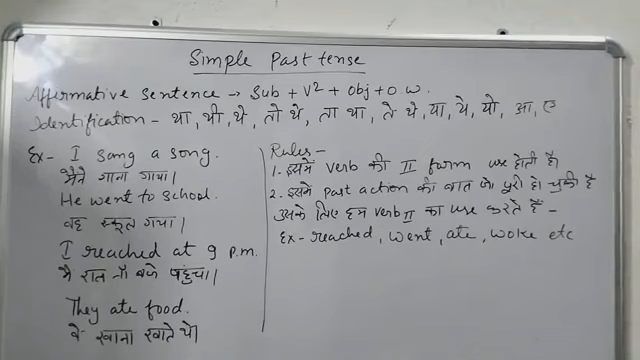 Simple Past tense
Affirmative Sentence → Sub + V2 + Obj + O.W.
Identification - था, थी, थे, तो थे, ता था, ते थे, या, ये, यो, आ, ए
Ex- I sang a song.
मैंने गाना गाया।
He went to school.
वह स्कूल गया।
I reached at 9 p.m.
मैं रात नौ बजे पहुंचा।
They ate food.
वे खाना खाते थे।
Rules -
1. इसमें verb की II form use होती है।
2. इसमें Past action की बात जो पूरी हो चुकी है
उसके लिए हम verb II का use करते हैं -
Ex- reached, went, ate, woke etc